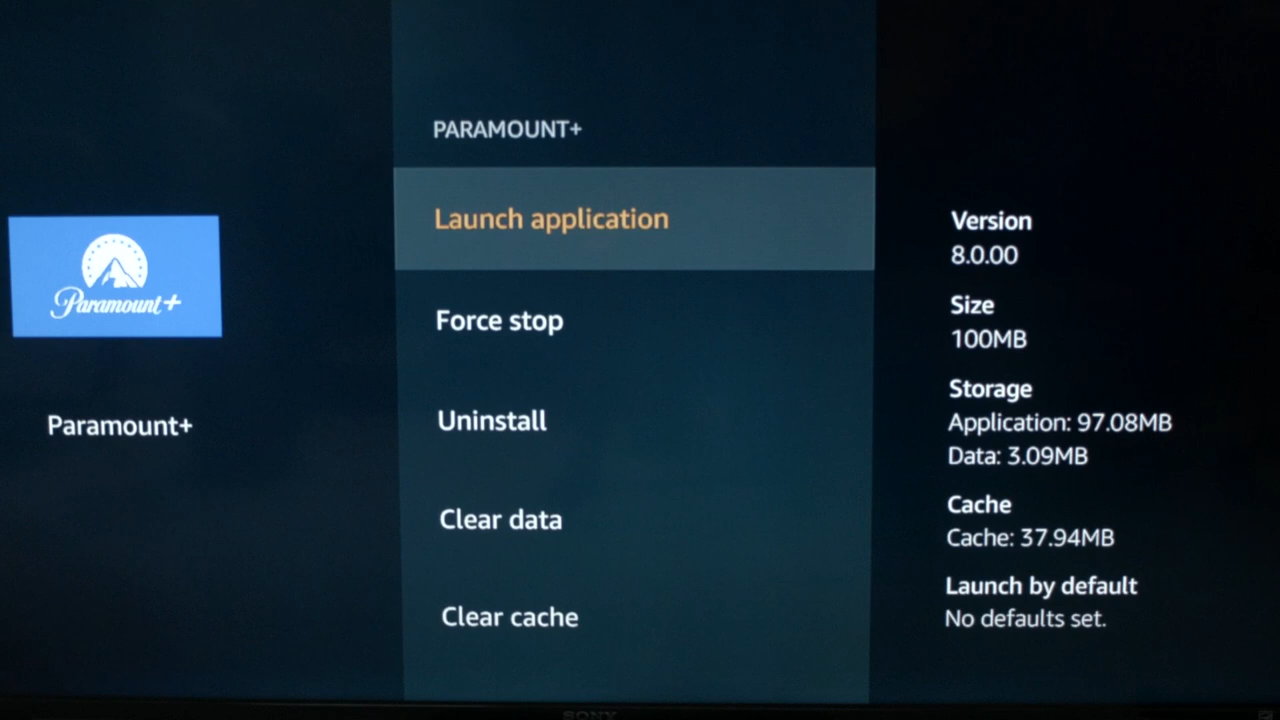 PARAMOUNT+
Launch application
Force stop
Uninstall
Clear data
Clear cache
Paramount+
Paramount+
Version
8.0.00
Size
100MB
Storage
Application: 97.08MB
Data: 3.09MB
Cache
Cache: 37.94MB
Launch by default
No defaults set.
SONY